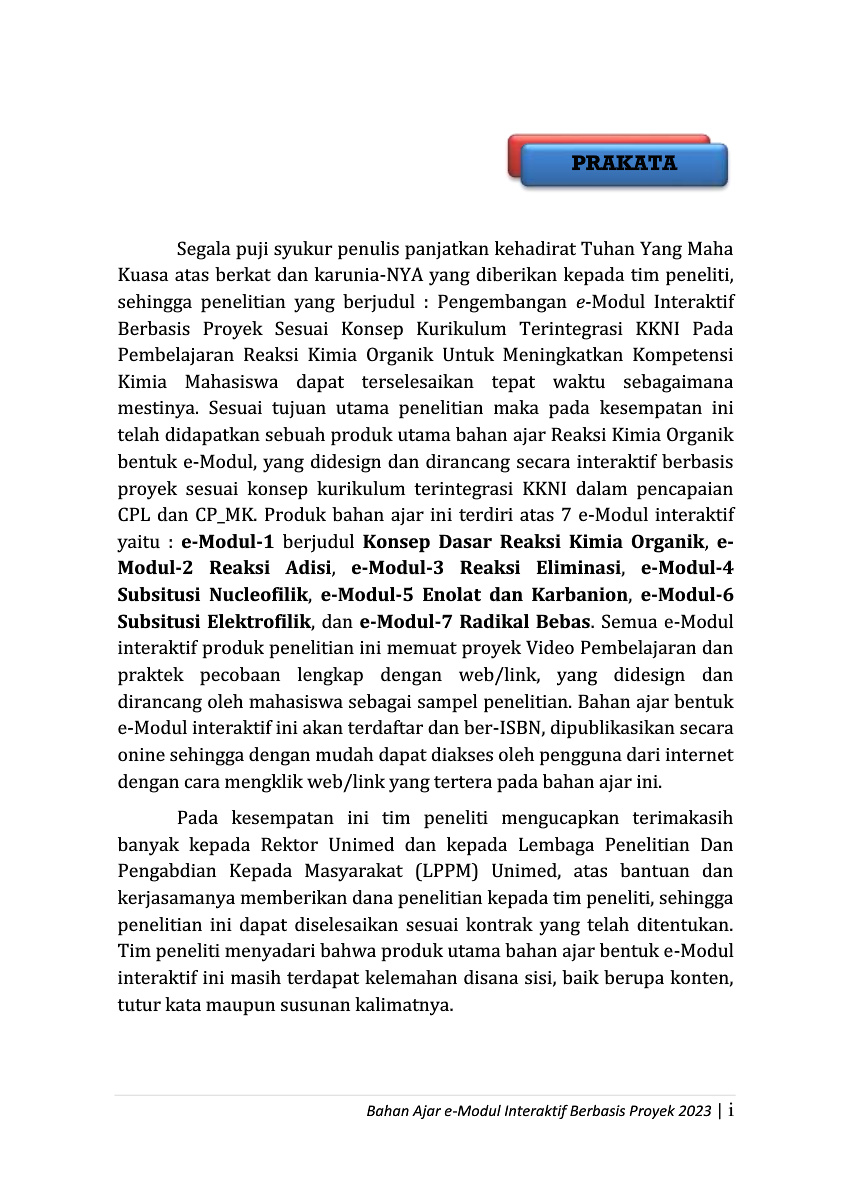 PRAKATA
Segala puji syukur penulis panjatkan kehadirat Tuhan Yang Maha
Kuasa atas berkat dan karunia-NYA yang diberikan kepada tim peneliti,
sehingga penelitian yang berjudul : Pengembangan e-Modul Interaktif
Berbasis Proyek Sesuai Konsep Kurikulum Terintegrasi KKNI Pada
Pembelajaran Reaksi Kimia Organik Untuk Meningkatkan Kompetensi
Kimia Mahasiswa dapat terselesaikan tepat waktu sebagaimana
mestinya. Sesuai tujuan utama penelitian maka pada kesempatan ini
telah didapatkan sebuah produk utama bahan ajar Reaksi Kimia Organik
bentuk e-Modul, yang didesign dan dirancang secara interaktif berbasis
proyek sesuai konsep kurikulum terintegrasi KKNI dalam pencapaian
CPL dan CP_MK. Produk bahan ajar ini terdiri atas 7 e-Modul interaktif
yaitu : e-Modul-1 berjudul Konsep Dasar Reaksi Kimia Organik, e-
Modul-2 Reaksi Adisi, e-Modul-3 Reaksi Eliminasi, e-Modul-4
Subsitusi Nucleofilik, e-Modul-5 Enolat dan Karbanion, e-Modul-6
Subsitusi Elektrofilik, dan e-Modul-7 Radikal Bebas. Semua e-Modul
interaktif produk penelitian ini memuat proyek Video Pembelajaran dan
praktek pecobaan lengkap dengan web/link, yang didesign dan
dirancang oleh mahasiswa sebagai sampel penelitian. Bahan ajar bentuk
e-Modul interaktif ini akan terdaftar dan ber-ISBN, dipublikasikan secara
onine sehingga dengan mudah dapat diakses oleh pengguna dari internet
dengan cara mengklik web/link yang tertera pada bahan ajar ini.
Pada kesempatan ini tim peneliti mengucapkan terimakasih
banyak kepada Rektor Unimed dan kepada Lembaga Penelitian Dan
Pengabdian Kepada Masyarakat (LPPM) Unimed, atas bantuan dan
kerjasamanya memberikan dana penelitian kepada tim peneliti, sehingga
penelitian ini dapat diselesaikan sesuai kontrak yang telah ditentukan.
Tim peneliti menyadari bahwa produk utama bahan ajar bentuk e-Modul
interaktif ini masih terdapat kelemahan disana sisi, baik berupa konten,
tutur kata maupun susunan kalimatnya.
Bahan Ajar e-Modul Interaktif Berbasis Proyek 2023 | i